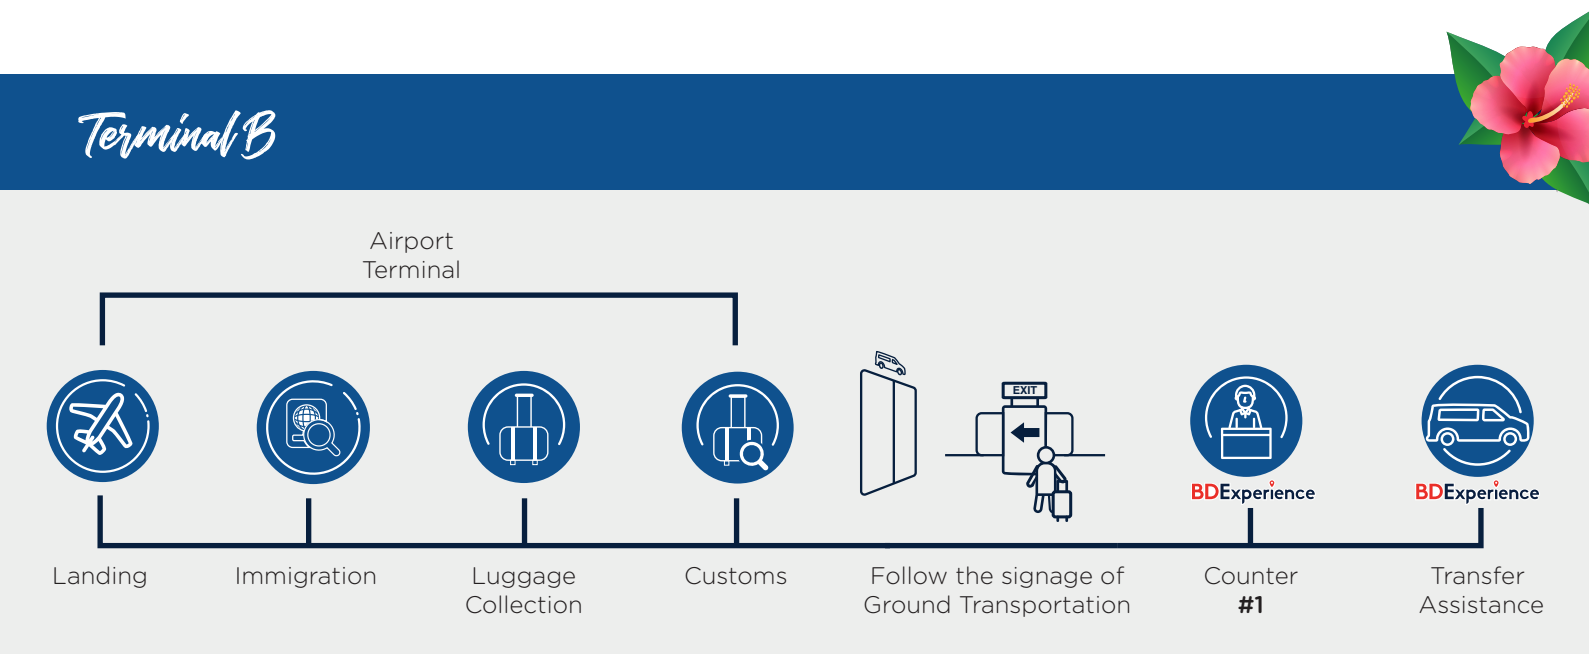 Terminal B
Airport
Terminal
EXIT
BDExperience
BDExperience
Landing
Immigration
Luggage
Collection
Customs
Follow the signage of
Ground Transportation
Counter
#1
Transfer
Assistance